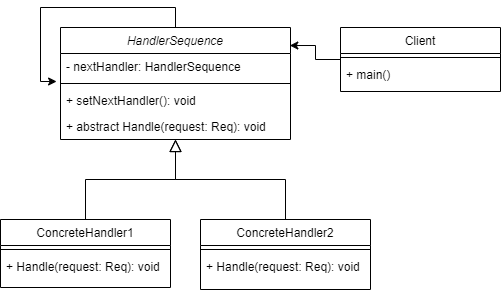 HandlerSequence
- nextHandler: HandlerSequence
+ setNextHandler(): void
+ abstract Handle(request: Req): void
Client
+ main()
ConcreteHandler1
+ Handle(request: Req): void
ConcreteHandler2
+ Handle(request: Req): void